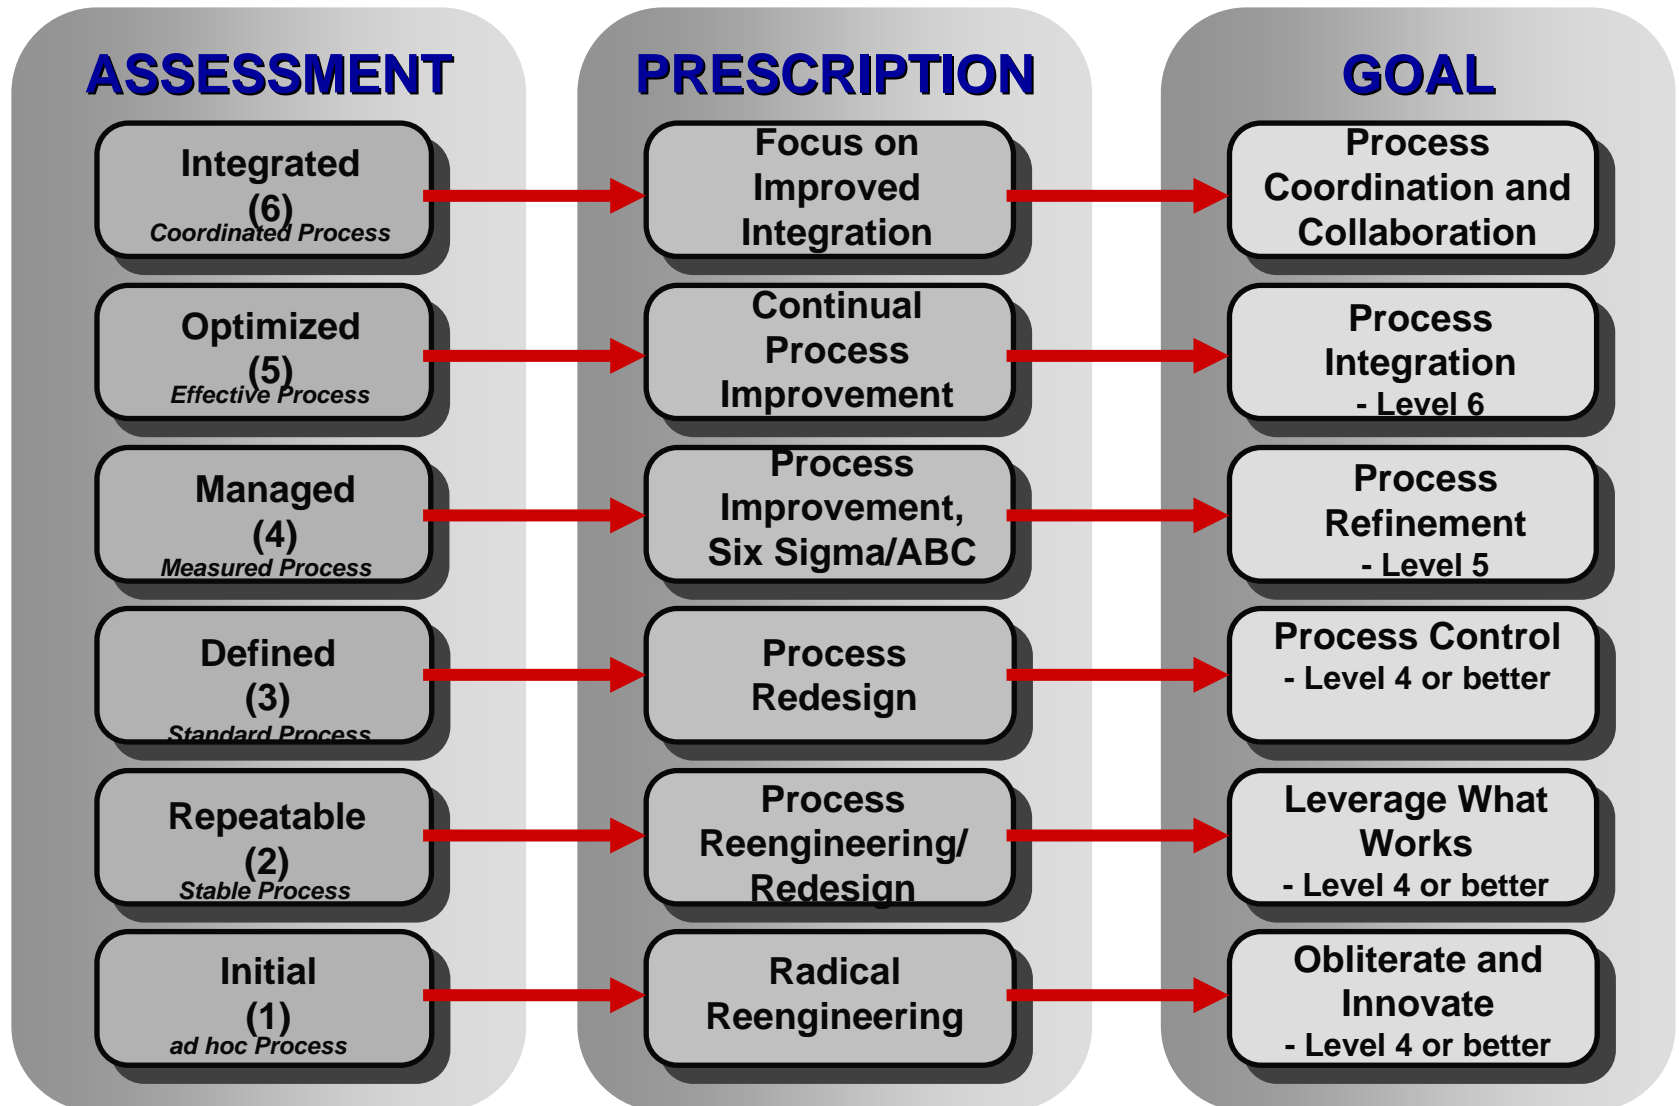 ASSESSMENT
Integrated
(6)
Coordinated Process
Optimized
(5)
Effective Process
Managed
(4)
Measured Process
Defined
(3)
Standard Process
Repeatable
(2)
Stable Process
Initial
(1)
ad hoc Process
PRESCRIPTION
Focus on
Improved
Integration
Continual
Process
Improvement
Process
Improvement,
Six Sigma/ABC
Process
Redesign
Process
Reengineering/
Redesign
Radical
Reengineering
GOAL
Process
Coordination and
Collaboration
Process
Integration
- Level 6
Process
Refinement
- Level 5
Process Control
- Level 4 or better
Leverage What
Works
- Level 4 or better
Obliterate and
Innovate
- Level 4 or better